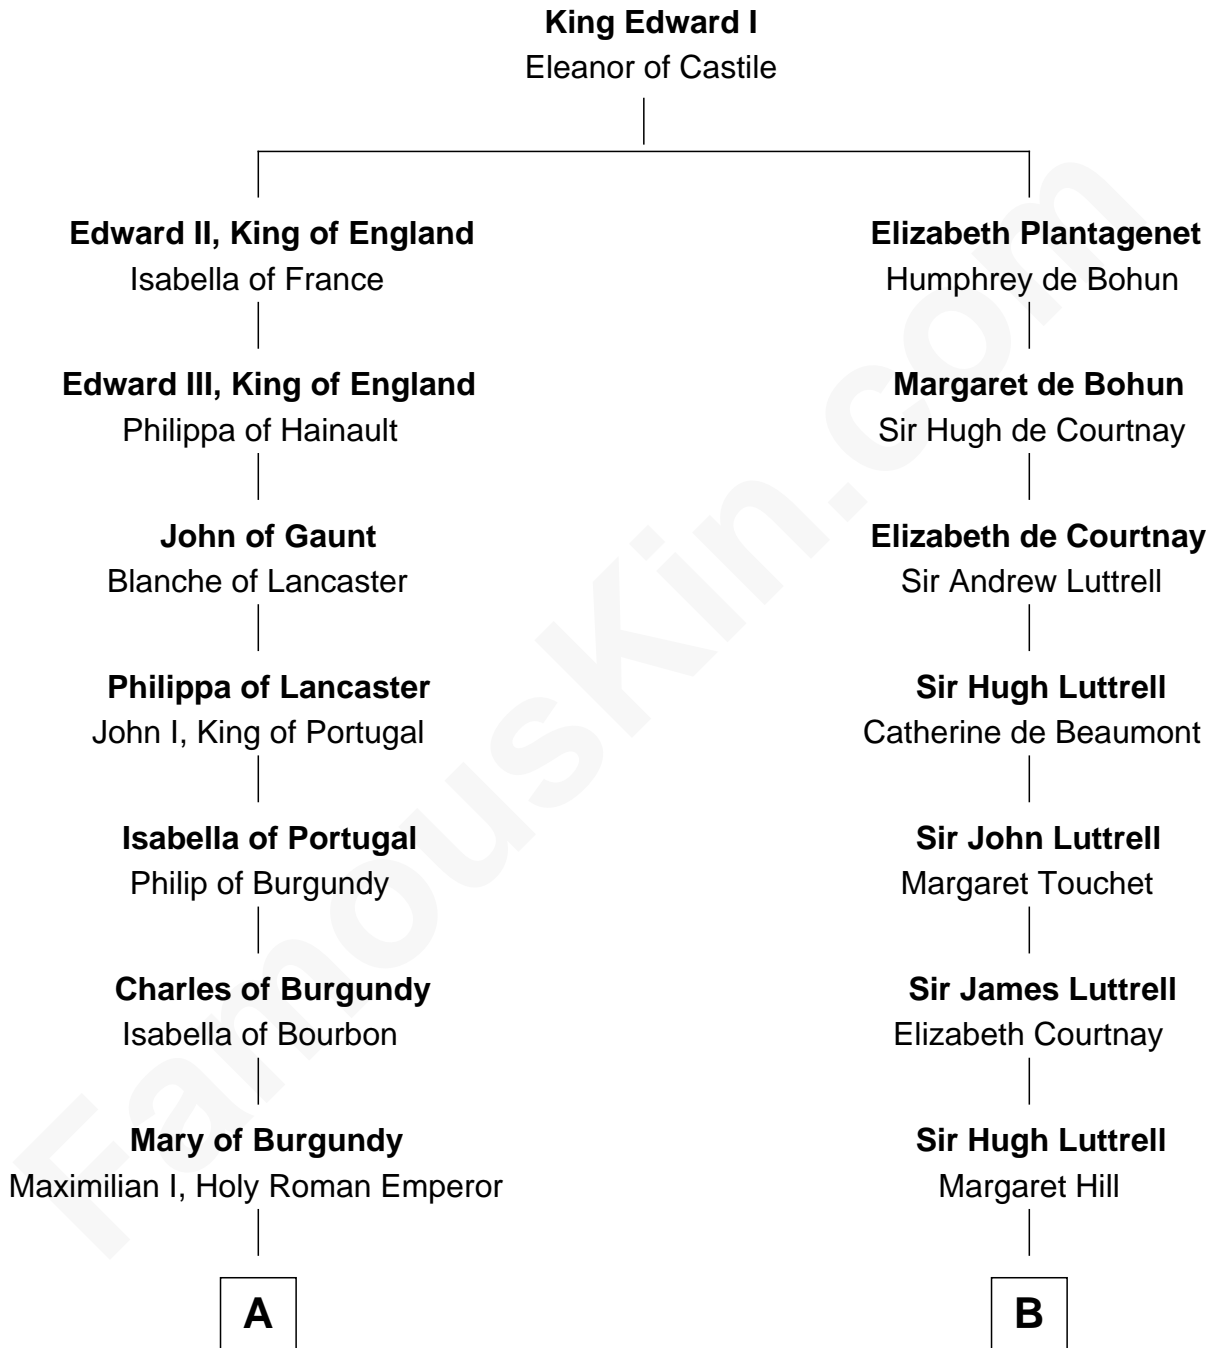 King Edward I
Eleanor of Castile
Edward II, King of England
Isabella of France
Elizabeth Plantagenet
Humphrey de Bohun
Edward III, King of England
Philippa of Hainault
Margaret de Bohun
Sir Hugh de Courtnay
John of Gaunt
Blanche of Lancaster
Elizabeth de Courtnay
Sir Andrew Luttrell
Philippa of Lancaster
John I, King of Portugal
Sir Hugh Luttrell
Catherine de Beaumont
Isabella of Portugal
Philip of Burgundy
Sir John Luttrell
Margaret Touchet
Charles of Burgundy
Isabella of Bourbon
Sir James Luttrell
Elizabeth Courtnay
Mary of Burgundy
Maximilian I, Holy Roman Emperor
Sir Hugh Luttrell
Margaret Hill
A
B
FamousKin.com